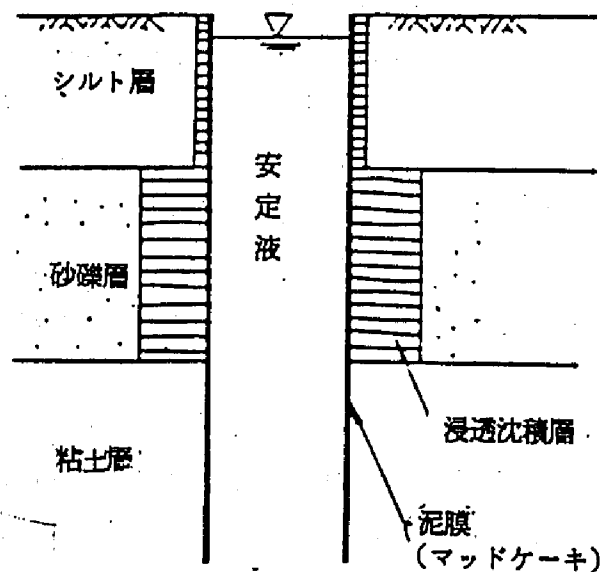 シルト層
安定液
砂礫層
浸透沈積層
粘土層
泥膜
(マッドケーキ)